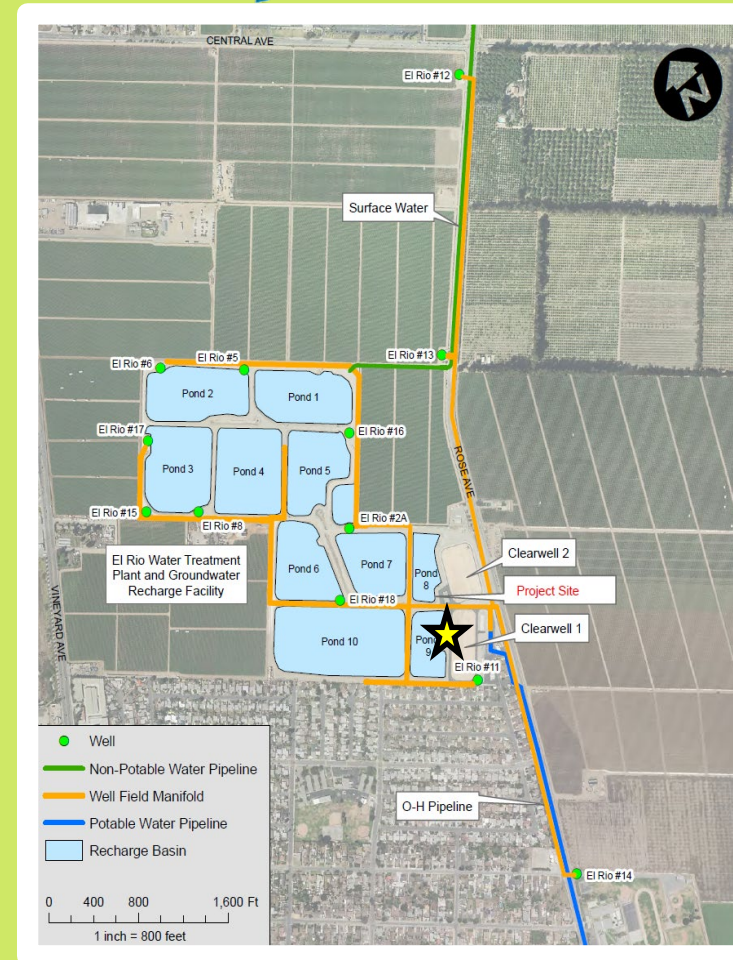 CENTRAL AVE
El Rio #12
N
Surface Water
El Rio #13
El Rio #6
El Rio #5
Pond 2
Pond 1
El Rio #17
El Rio #16
Pond 3
Pond 4
Pond 5
ROSE AVE
El Rio #15
El Rio #8
El Rio #2A
El Rio Water Treatment
Plant and Groundwater
Recharge Facility
Pond 6
Pond 7
Pond
8
Clearwell 2
Project Site
VINEYARD AVE
El Rio #18
Pond 10
Pond
9
Clearwell 1
El Rio #11
Well
Non-Potable Water Pipeline
Well Field Manifold
Potable Water Pipeline
Recharge Basin
O-H Pipeline
El Rio #14
0 400 800 1,600 Ft
1 inch = 800 feet